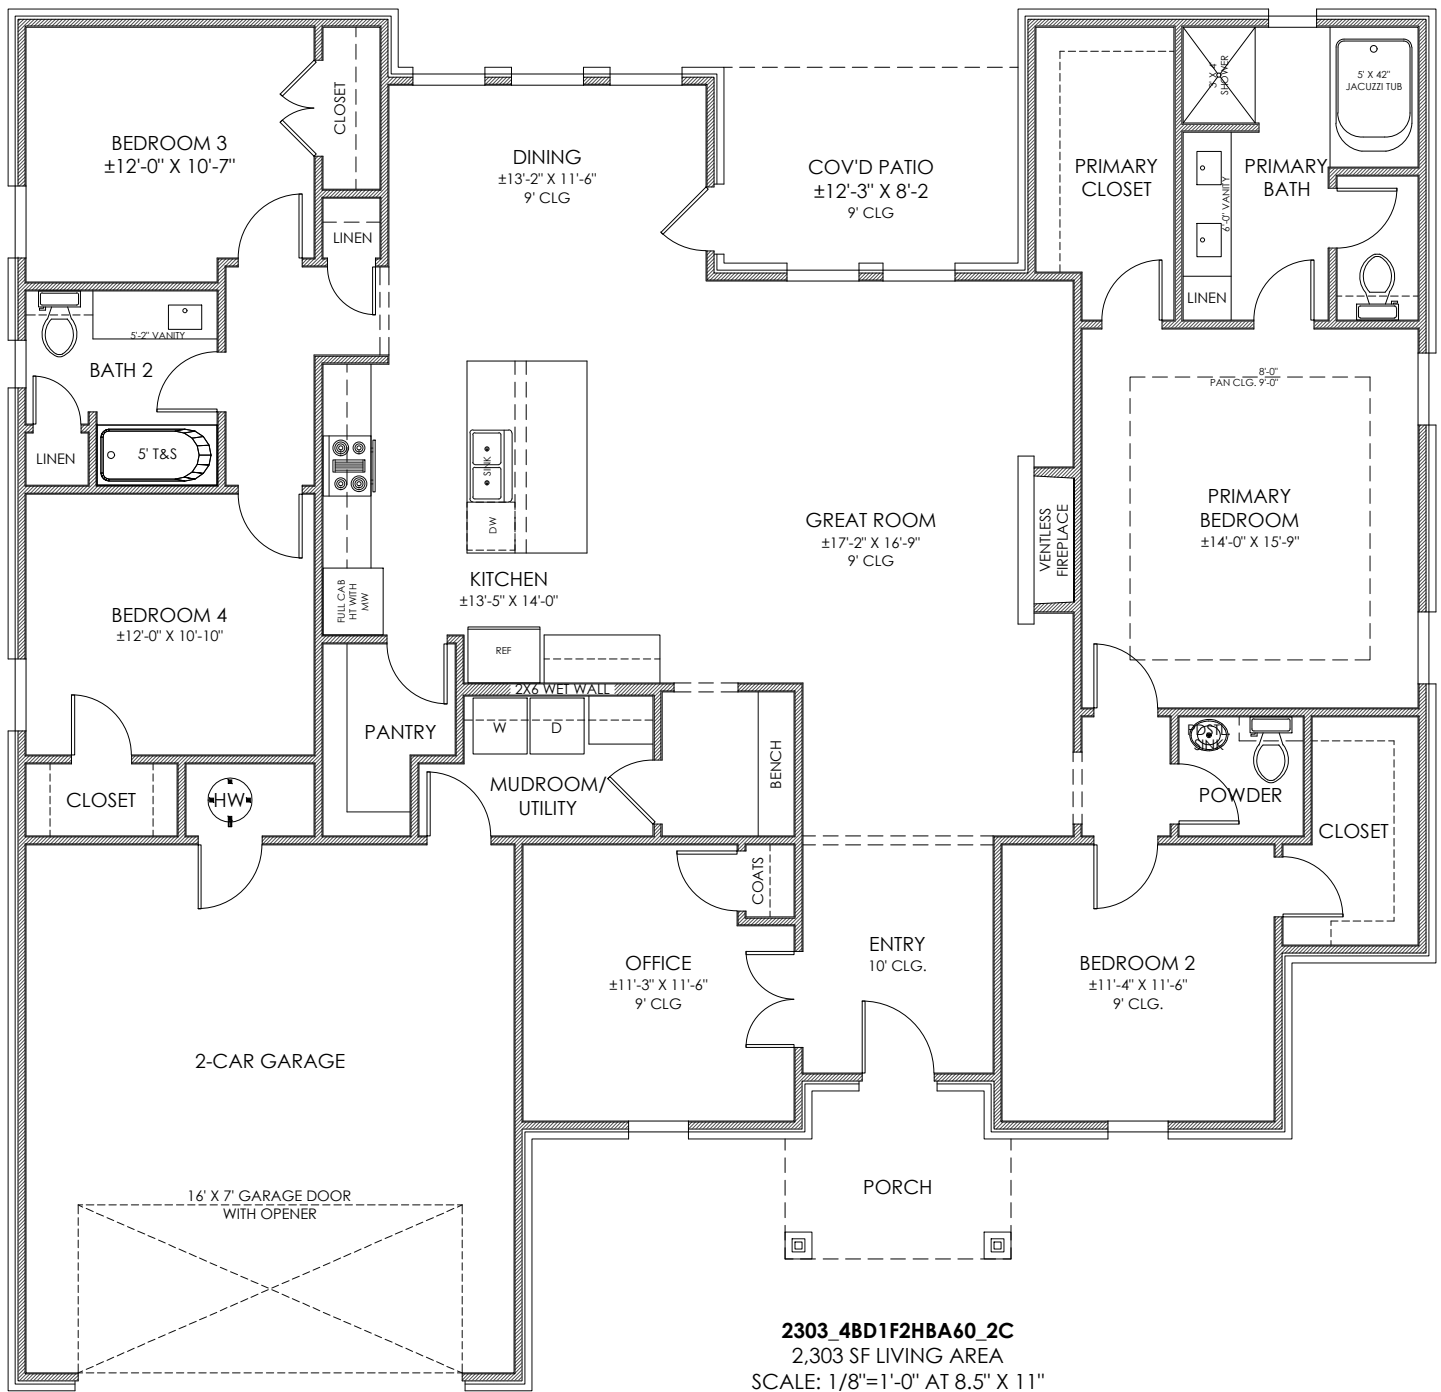 BEDROOM 3
±12'-0" X 10'-7"
CLOSET
LINEN
DINING
±13'-2" X 11'-6"
9' CLG
COV'D PATIO
±12'-3" X 8'-2
9' CLG
PRIMARY
CLOSET
3' X 4'
SHOWER
5' X 42"
JACUZZI TUB
PRIMARY
BATH
6'-0" VANITY
LINEN
5'-2" VANITY
BATH 2
LINEN
5' T&S
8'-0"
PAN CLG. 9'-0"
SINK
DW
KITCHEN
±13'-5" X 14'-0"
FULL CAB
HT WITH
MW
REF
GREAT ROOM
±17'-2" X 16'-9"
9' CLG
VENTLESS
FIREPLACE
PRIMARY
BEDROOM
±14'-0" X 15'-9"
BEDROOM 4
±12'-0" X 10'-10"
2X6 WET WALL
PANTRY
W
D
MUDROOM/
UTILITY
BENCH
CLOSET
HW
PDSTL
SINK
POWDER
CLOSET
COATS
OFFICE
±11'-3" X 11'-6"
9' CLG
ENTRY
10' CLG.
BEDROOM 2
±11'-4" X 11'-6"
9' CLG.
2-CAR GARAGE
16' X 7' GARAGE DOOR
WITH OPENER
PORCH
2303_4BD1F2HBA60_2C
2,303 SF LIVING AREA
SCALE: 1/8"=1'-0" AT 8.5" X 11"